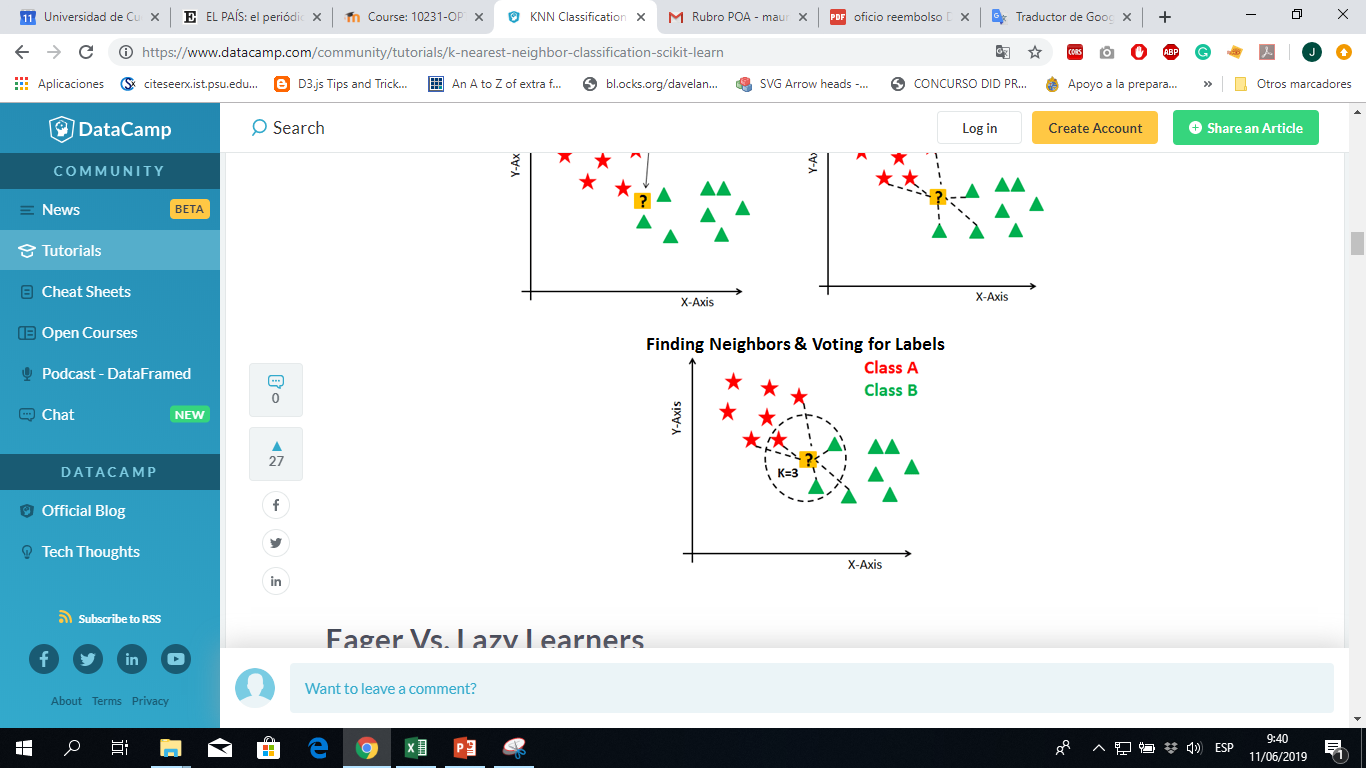 Universidad de Cu
EL PAÍS: el periódi
Course: 10231-OP
KNN Classification
Rubro POA - mau
oficio reembolso D
Traductor de Goog
https://www.datacamp.com/community/tutorials/k-nearest-neighbor-classification-scikit-learn
Aplicaciones
citeseerx.ist.psu.edu...
D3.js Tips and Trick...
An A to Z of extra f...
bl.ocks.org/davelan...
SVG Arrow heads -...
CONCURSO DID PR...
Apoyo a la prepara...
»
Otros marcadores
DataCamp
Search
Log in
Create Account
Share an Article
COMMUNITY
News
BETA
Tutorials
Cheat Sheets
Open Courses
Podcast - DataFramed
Chat
NEW
DATACAMP
Official Blog
Tech Thoughts
Subscribe to RSS
About Terms Privacy
0
27
Y-Axis
?
X-Axis
Y-Ax
?
X-Axis
Finding Neighbors & Voting for Labels
Class A
Class B
Y-Axis
?
K=3
X-Axis
Eager Vs. Lazy Learners
Want to leave a comment?
ESP
9:40
11/06/2019
1